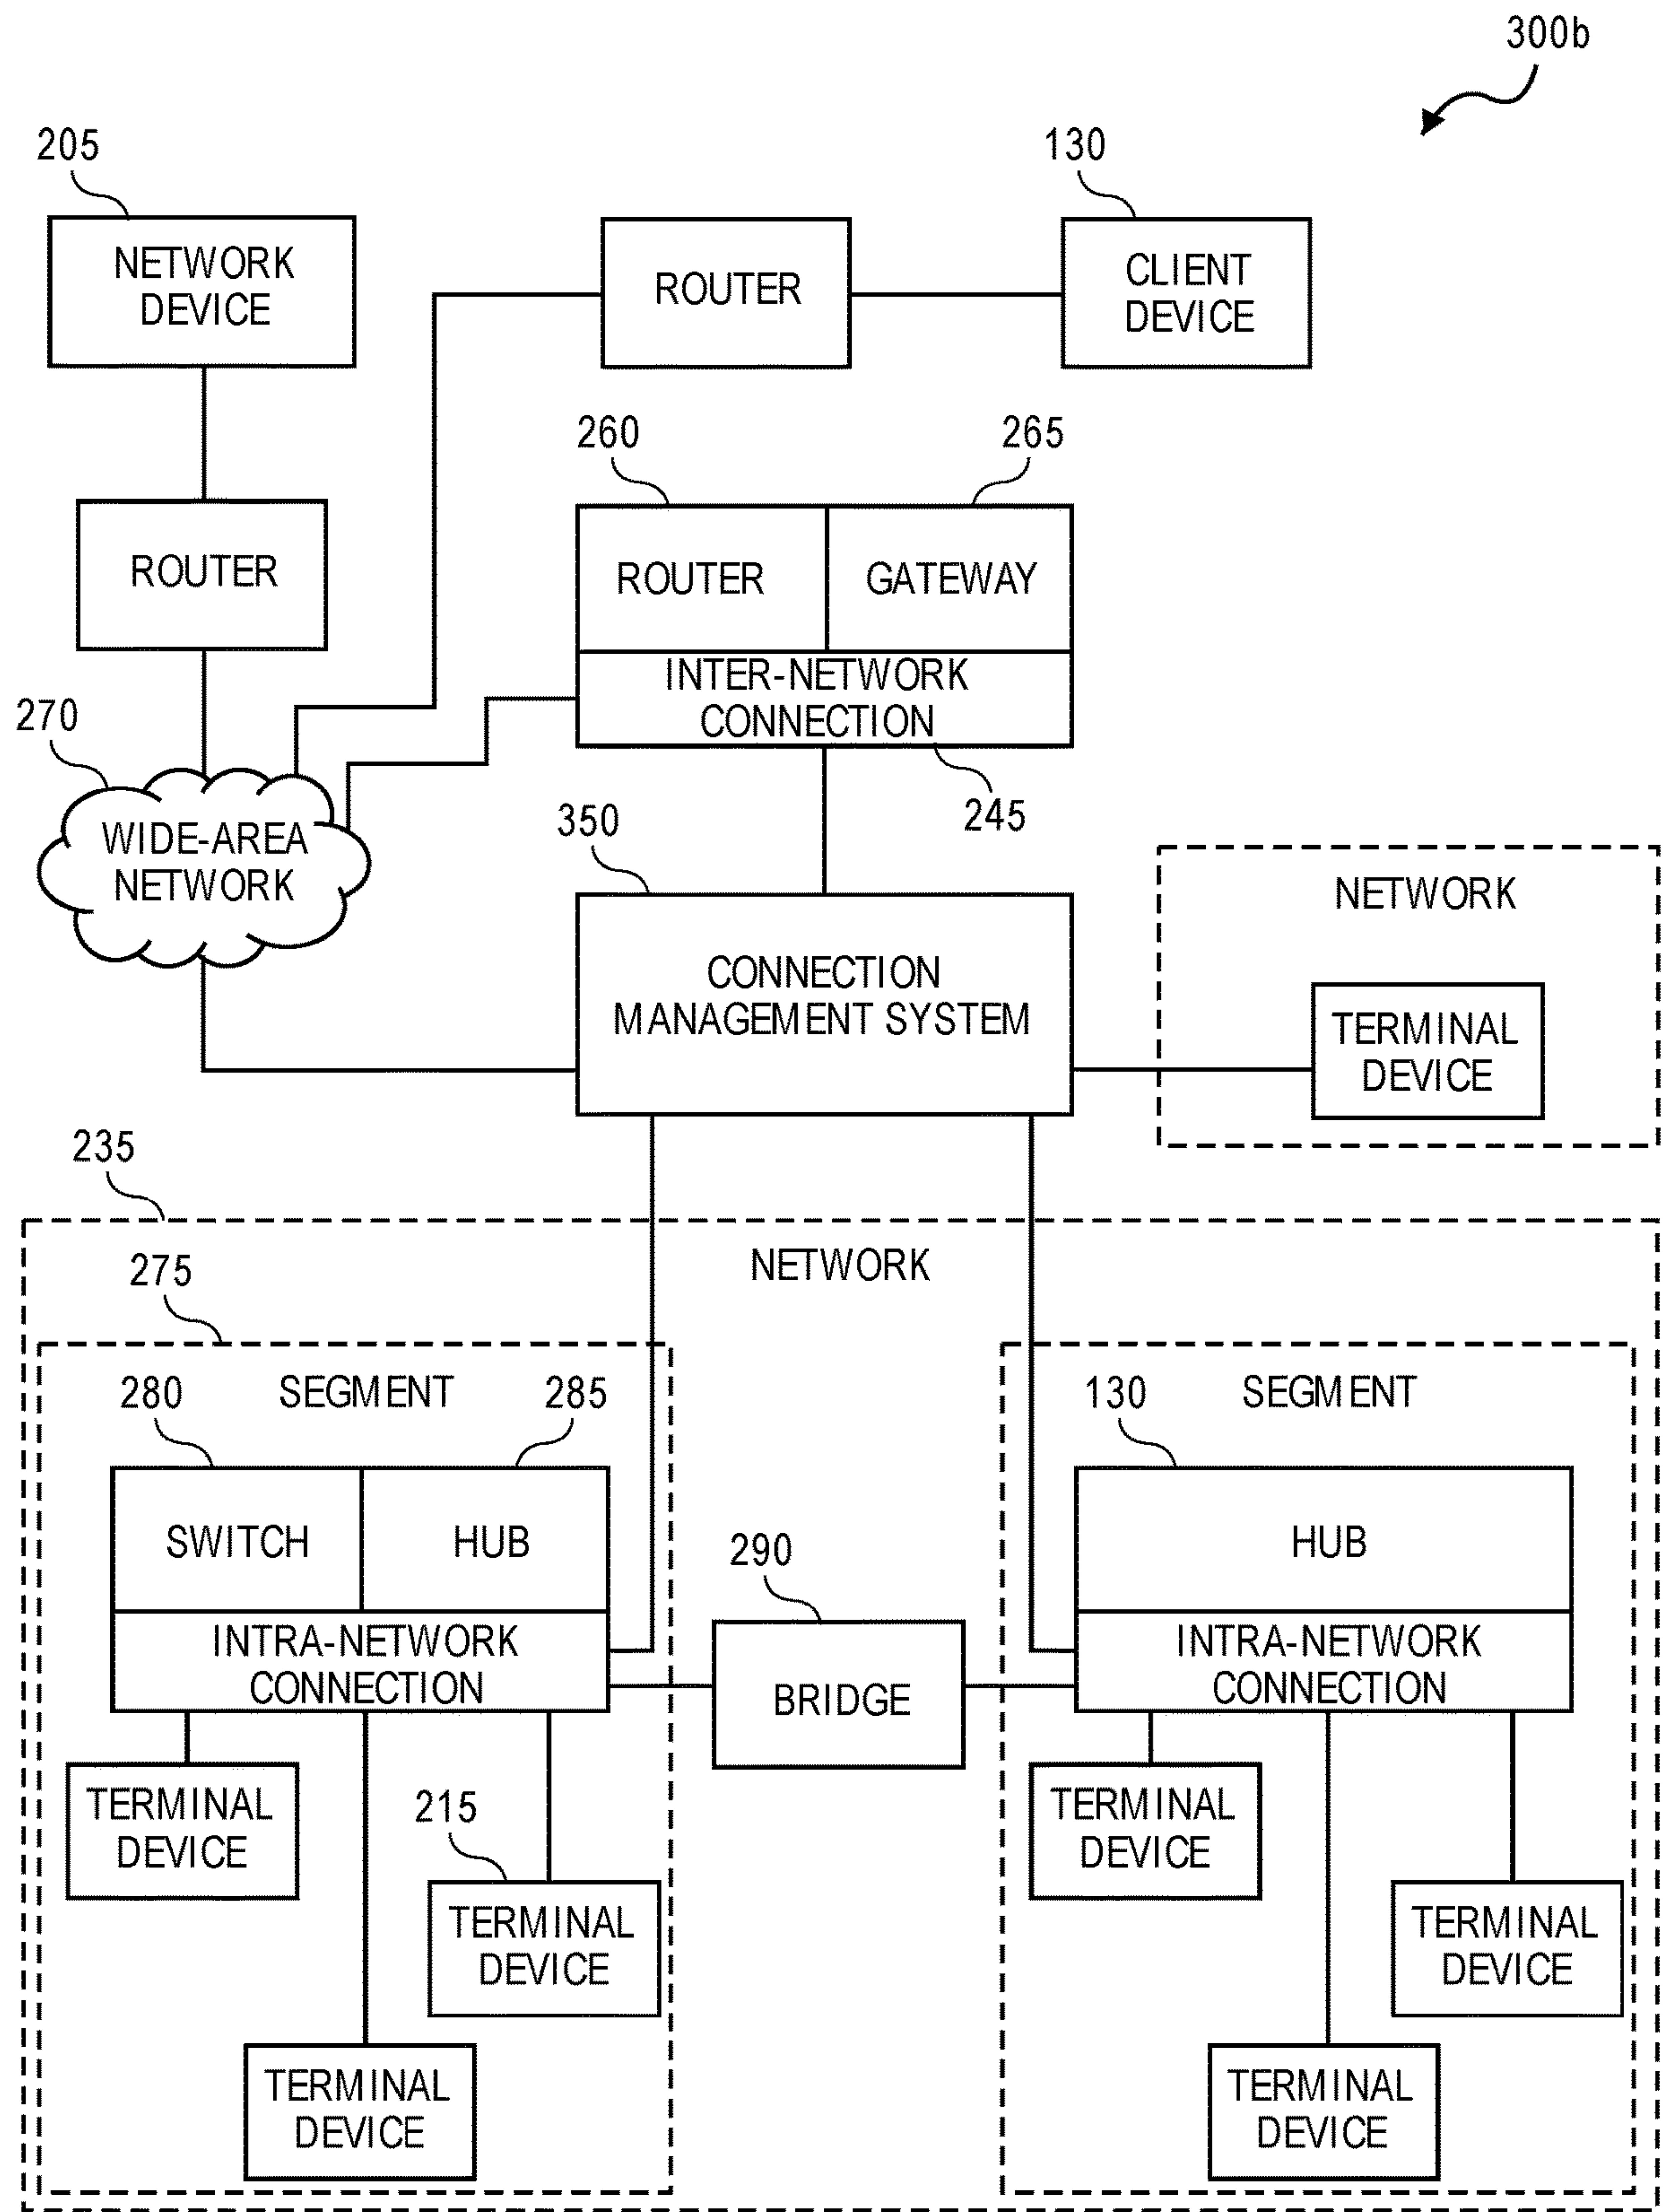 300b
205
130
NETWORK
DEVICE
ROUTER
CLIENT
DEVICE
260
265
ROUTER
ROUTER
GATEWAY
INTER-NETWORK
CONNECTION
270
245
WIDE-AREA
NETWORK
350
CONNECTION
MANAGEMENT SYSTEM
NETWORK
TERMINAL
DEVICE
235
NETWORK
275
SEGMENT
280
285
SWITCH
HUB
INTRA-NETWORK
CONNECTION
290
BRIDGE
SEGMENT
130
HUB
INTRA-NETWORK
CONNECTION
TERMINAL
DEVICE
215
TERMINAL
DEVICE
TERMINAL
DEVICE
TERMINAL
DEVICE
TERMINAL
DEVICE
TERMINAL
DEVICE